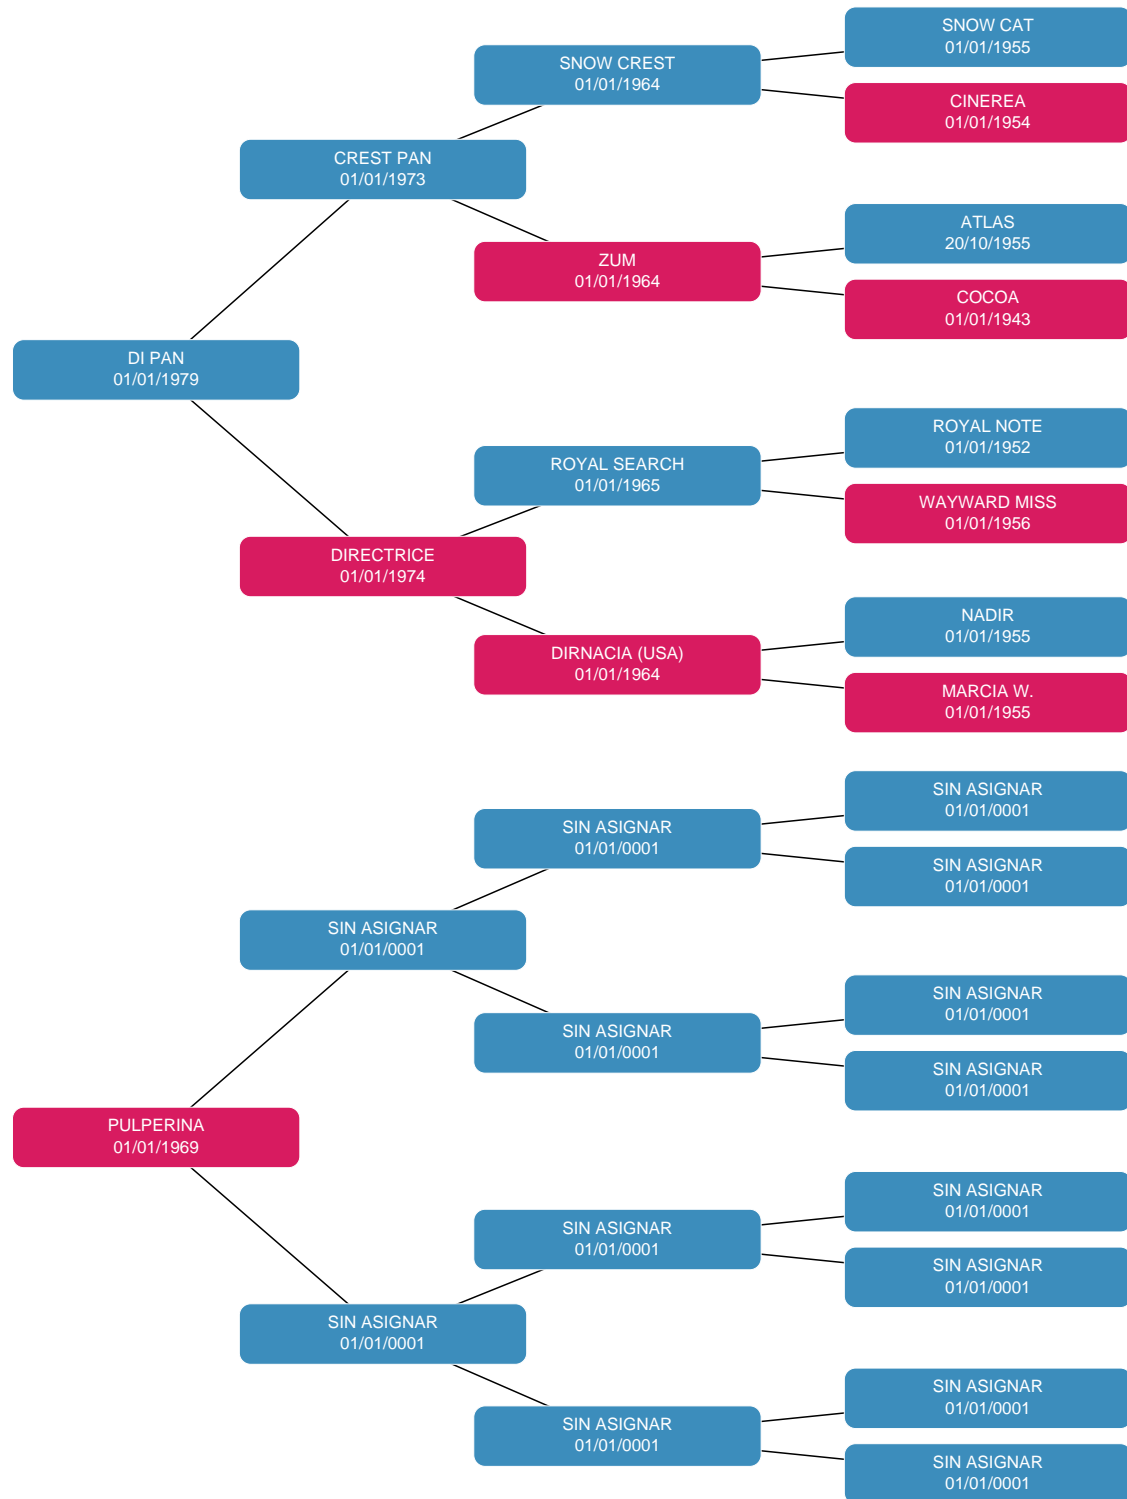 SNOW CAT
01/01/1955
SNOW CREST
01/01/1964
CINEREA
01/01/1954
CREST PAN
01/01/1973
ATLAS
20/10/1955
ZUM
01/01/1964
COCOA
01/01/1943
DI PAN
01/01/1979
ROYAL NOTE
01/01/1952
ROYAL SEARCH
01/01/1965
WAYWARD MISS
01/01/1956
DIRECTRICE
01/01/1974
NADIR
01/01/1955
DIRNACIA (USA)
01/01/1964
MARCIA W.
01/01/1955
SIN ASIGNAR
01/01/0001
SIN ASIGNAR
01/01/0001
SIN ASIGNAR
01/01/0001
SIN ASIGNAR
01/01/0001
SIN ASIGNAR
01/01/0001
SIN ASIGNAR
01/01/0001
SIN ASIGNAR
01/01/0001
PULPERINA
01/01/1969
SIN ASIGNAR
01/01/0001
SIN ASIGNAR
01/01/0001
SIN ASIGNAR
01/01/0001
SIN ASIGNAR
01/01/0001
SIN ASIGNAR
01/01/0001
SIN ASIGNAR
01/01/0001
SIN ASIGNAR
01/01/0001